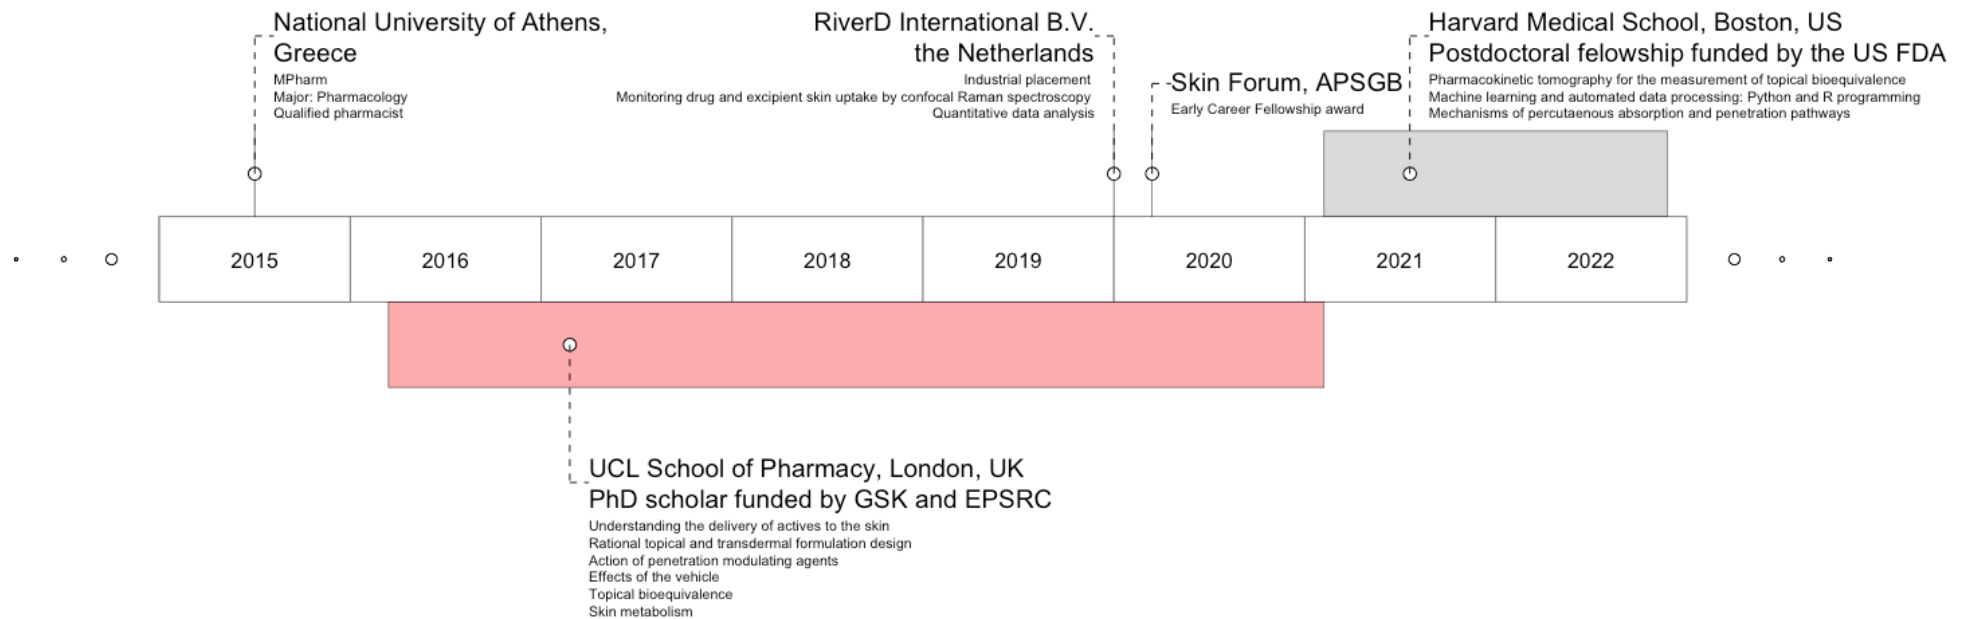 National University of Athens,
Greece
MPharm
Major: Pharmacology
Qualified pharmacist
RiverD International B.V.
the Netherlands
Industrial placement
Monitoring drug and excipient skin uptake by confocal Raman spectroscopy
Quantitative data analysis
Skin Forum, APSGB
Early Career Fellowship award
Harvard Medical School, Boston, US
Postdoctoral felowship funded by the US FDA
Pharmacokinetic tomography for the measurement of topical bioequivalence
Machine learning and automated data processing: Python and R programming
Mechanisms of percutaenous absorption and penetration pathways
2015
2016
2017
2018
2019
2020
2021
2022
UCL School of Pharmacy, London, UK
PhD scholar funded by GSK and EPSRC
Understanding the delivery of actives to the skin
Rational topical and transdermal formulation design
Action of penetration modulating agents
Effects of the vehicle
Topical bioequivalence
Skin metabolism